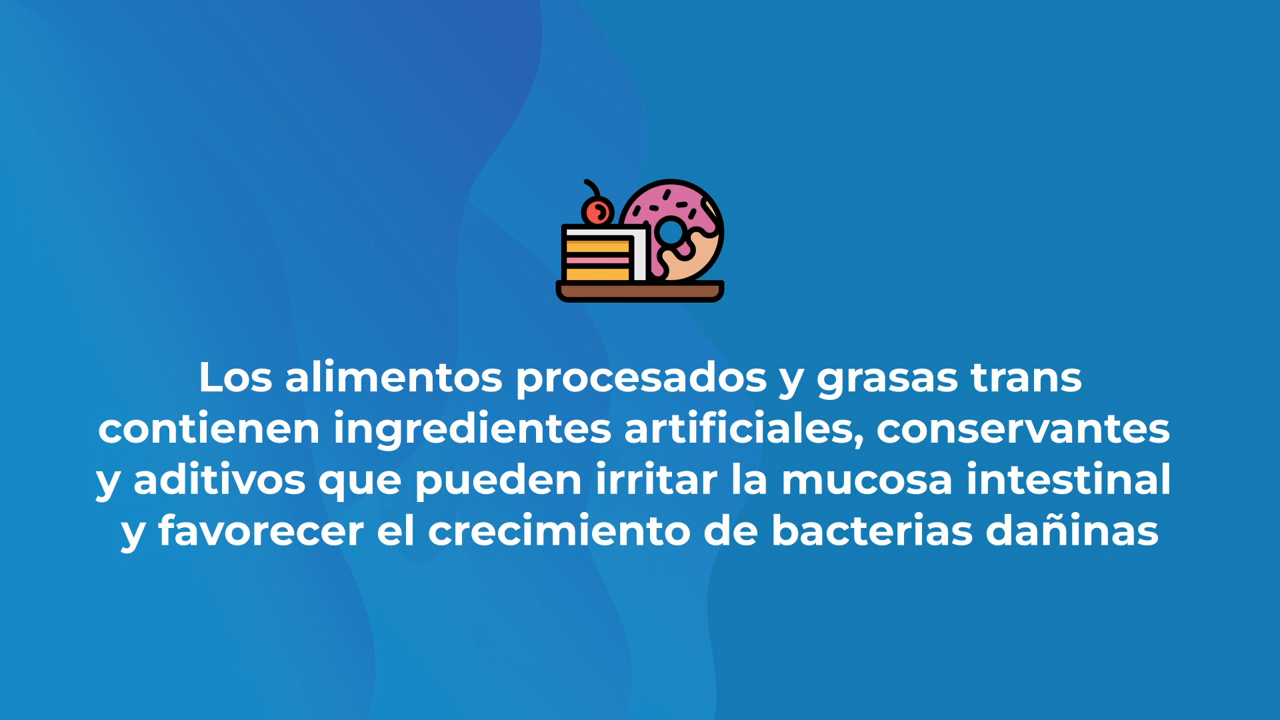 Los alimentos procesados y grasas trans
contienen ingredientes artificiales, conservantes
y aditivos que pueden irritar la mucosa intestinal
y favorecer el crecimiento de bacterias dañinas